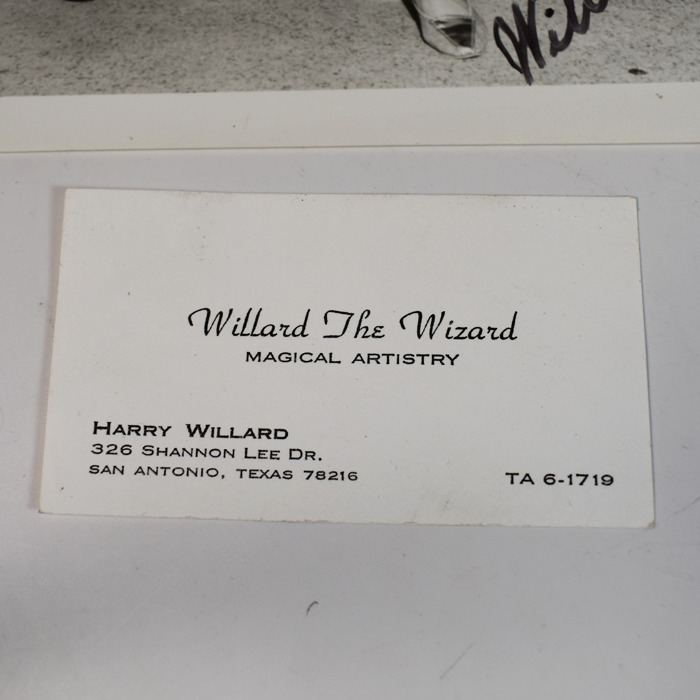 Willard The Wizard
MAGICAL ARTISTRY
HARRY WILLARD
326 SHANNON LEE DR.
SAN ANTONIO, TEXAS 78216
TA 6-1719